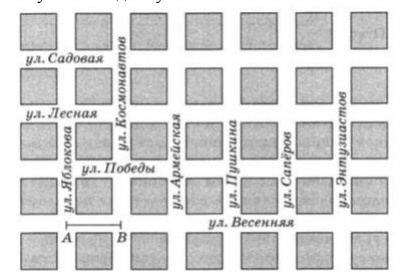 ул. Садовая
ул. Космонавтов
ул. Лесная
ул. Яблокова
ул. Победы
ул. Армейская
ул. Пушкина
ул. Сапёров
ул. Энтузиастов
ул. Весенняя
A B